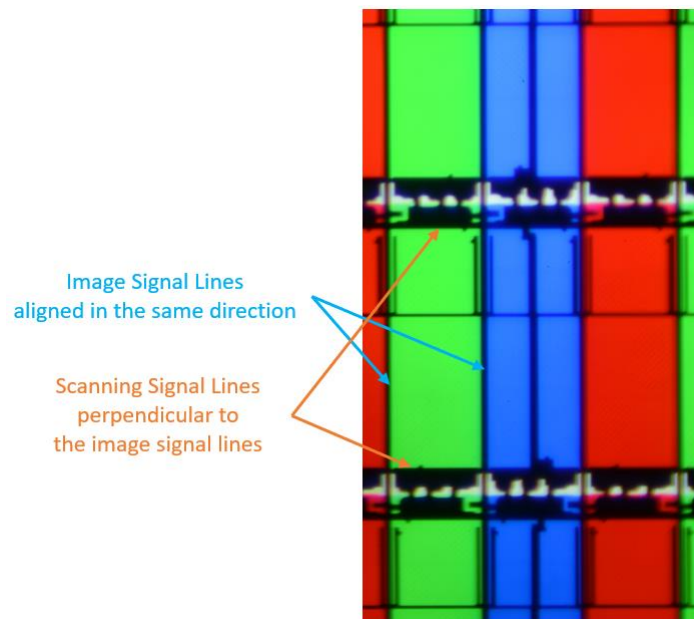 Image Signal Lines
aligned in the same direction
Scanning Signal Lines
perpendicular to
the image signal lines